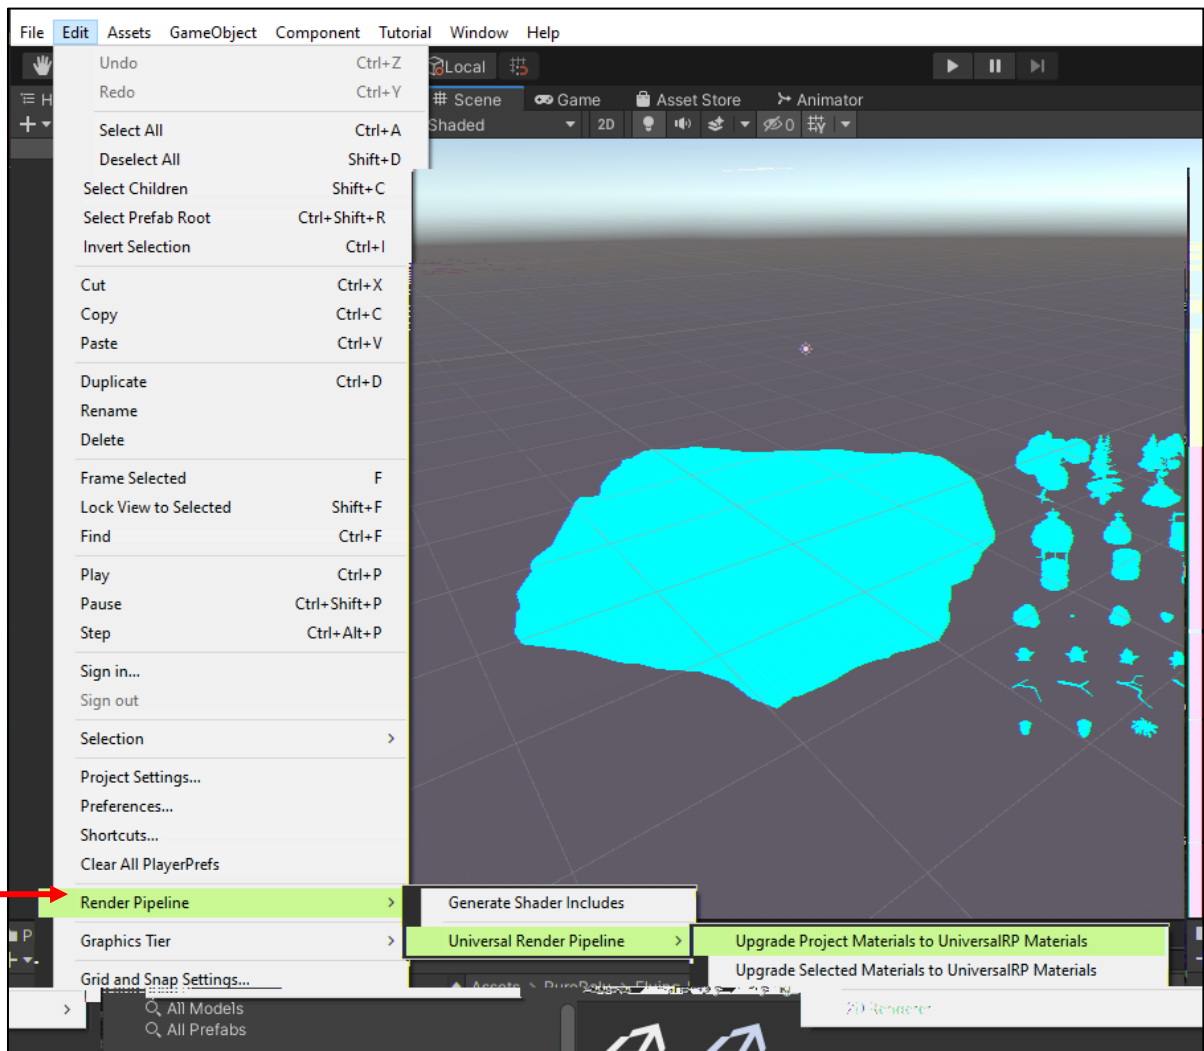 File Edit Assets GameObject Component Tutorial Window Help
Undo Ctrl+Z
Redo Ctrl+Y
Select All Ctrl+A
Deselect All Shift+D
Select Children Shift+C
Select Prefab Root Ctrl+Shift+R
Invert Selection Ctrl+I
Cut Ctrl+X
Copy Ctrl+C
Paste Ctrl+V
Duplicate Ctrl+D
Rename
Delete
Frame Selected F
Lock View to Selected Shift+F
Find Ctrl+F
Play Ctrl+P
Pause Ctrl+Shift+P
Step Ctrl+Alt+P
Sign in...
Sign out
Selection >
Project Settings...
Preferences...
Shortcuts...
Clear All PlayerPrefs
Render Pipeline >
Graphics Tier >
Grid and Snap Settings...
Local
H
# Scene Game Asset Store Animator
Shaded 2D 0
Generate Shader Includes
Universal Render Pipeline >
Upgrade Project Materials to UniversalRP Materials
Upgrade Selected Materials to UniversalRP Materials
2D Renderer
P
Assets >
All Models
All Prefabs